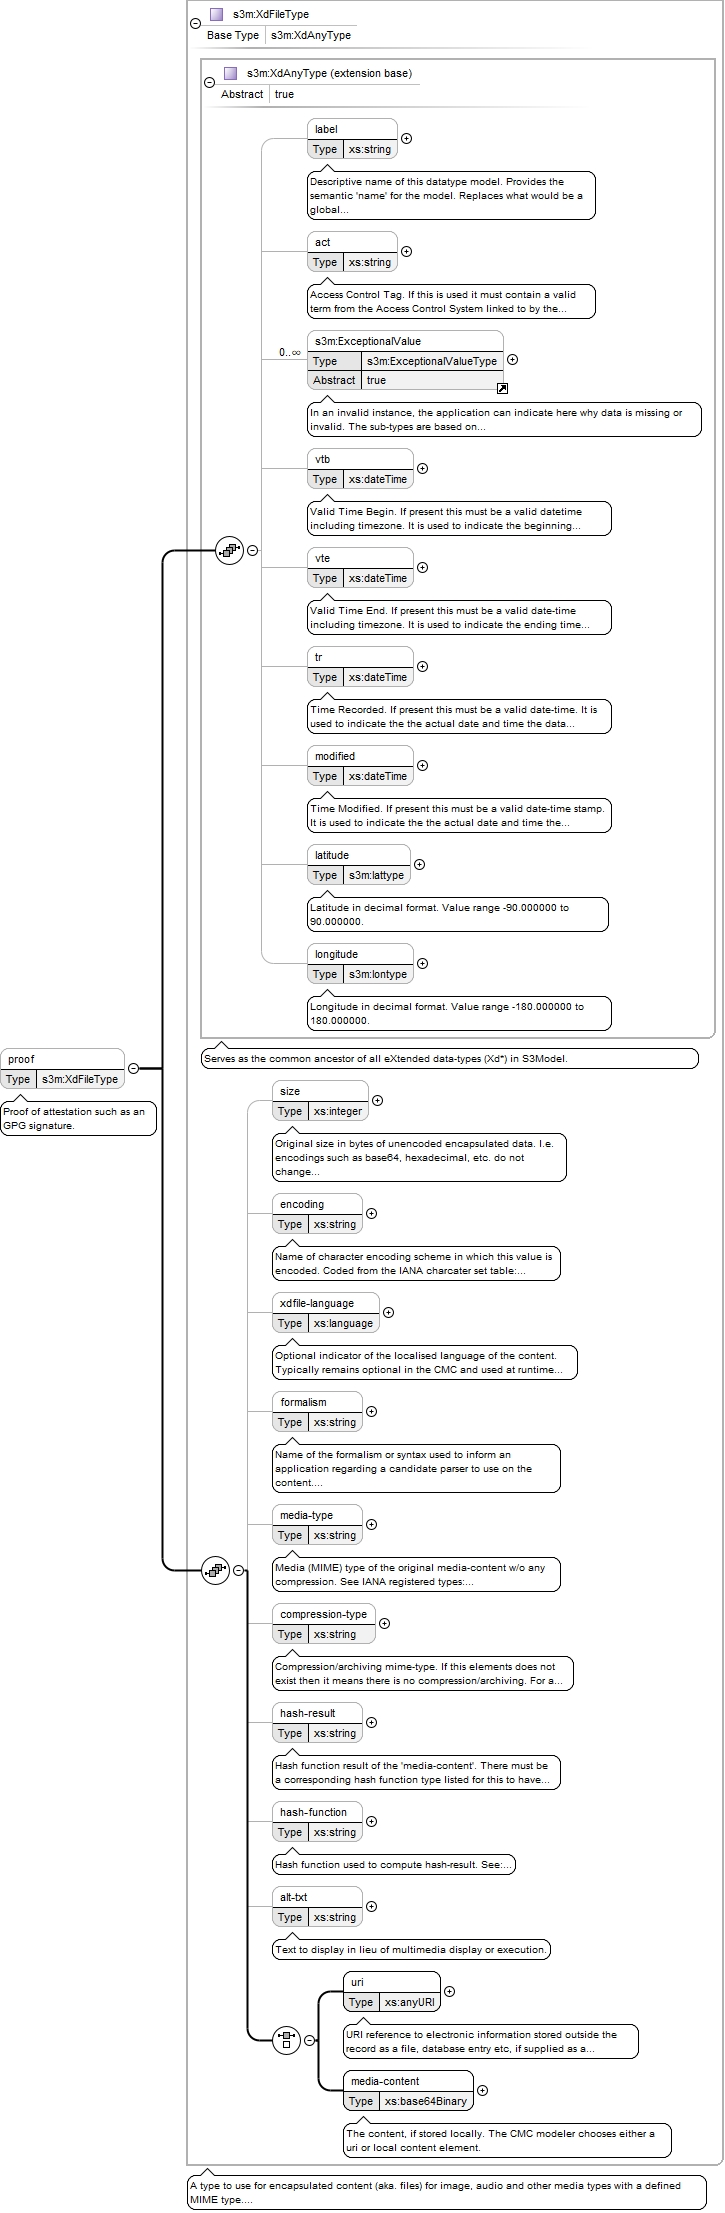 s3m:XdFileType
Base Type s3m:XdAnyType
s3m:XdAnyType (extension base)
Abstract true
label
Type xs:string
Descriptive name of this datatype model. Provides the
semantic 'name' for the model. Replaces what would be a
global...
act
Type xs:string
Access Control Tag. If this is used it must contain a valid
term from the Access Control System linked to by the...
0..∞
s3m:ExceptionalValue
Type s3m:ExceptionalValueType
Abstract true
In an invalid instance, the application can indicate here why data is missing or
invalid. The sub-types are based on...
vtb
Type xs:dateTime
Valid Time Begin. If present this must be a valid datetime
including timezone. It is used to indicate the beginning...
vte
Type xs:dateTime
Valid Time End. If present this must be a valid date-time
including timezone. It is used to indicate the ending time...
tr
Type xs:dateTime
Time Recorded. If present this must be a valid date-time. It is
used to indicate the the actual date and time the data...
modified
Type xs:dateTime
Time Modified. If present this must be a valid date-time stamp.
It is used to indicate the the actual date and time the...
latitude
Type s3m:lattype
Latitude in decimal format. Value range -90.000000 to
90.000000.
longitude
Type s3m:lontype
Longitude in decimal format. Value range -180.000000 to
180.000000.
Serves as the common ancestor of all eXtended data-types (Xd*) in S3Model.
proof
Type s3m:XdFileType
Proof of attestation such as an
GPG signature.
size
Type xs:integer
Original size in bytes of unencoded encapsulated data. I.e.
encodings such as base64, hexadecimal, etc. do not
change...
encoding
Type xs:string
Name of character encoding scheme in which this value is
encoded. Coded from the IANA charcater set table:...
xdfile-language
Type xs:language
Optional indicator of the localised language of the content.
Typically remains optional in the CMC and used at runtime...
formalism
Type xs:string
Name of the formalism or syntax used to inform an
application regarding a candidate parser to use on the
content....
media-type
Type xs:string
Media (MIME) type of the original media-content w/o any
compression. See IANA registered types:...
compression-type
Type xs:string
Compression/archiving mime-type. If this elements does not
exist then it means there is no compression/archiving. For a...
hash-result
Type xs:string
Hash function result of the 'media-content'. There must be
a corresponding hash function type listed for this to have...
hash-function
Type xs:string
Hash function used to compute hash-result. See:...
alt-txt
Type xs:string
Text to display in lieu of multimedia display or execution.
uri
Type xs:anyURI
URI reference to electronic information stored outside the
record as a file, database entry etc, if supplied as a...
media-content
Type xs:base64Binary
The content, if stored locally. The CMC modeler chooses either a
uri or local content element.
A type to use for encapsulated content (aka. files) for image, audio and other media types with a defined
MIME type....